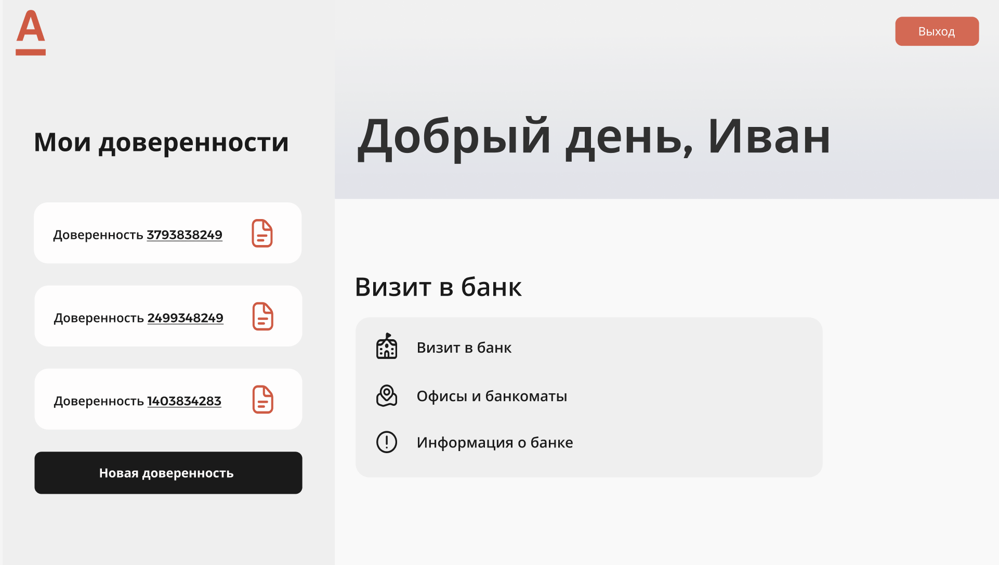 А
Выход
Мои доверенности
Доверенность 3793838249
Доверенность 2499348249
Доверенность 1403834283
Новая доверенность
Добрый день, Иван
Визит в банк
Визит в банк
Офисы и банкоматы
Информация о банке